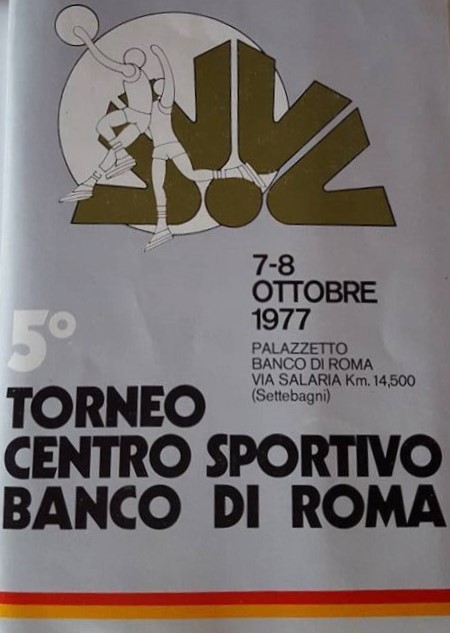 7-8
OTTOBRE
1977
PALAZZETTO
BANCO DI ROMA
VIA SALARIA Km. 14,500
(Settebagni)
5º
TORNEO
CENTRO SPORTIVO
BANCO DI ROMA